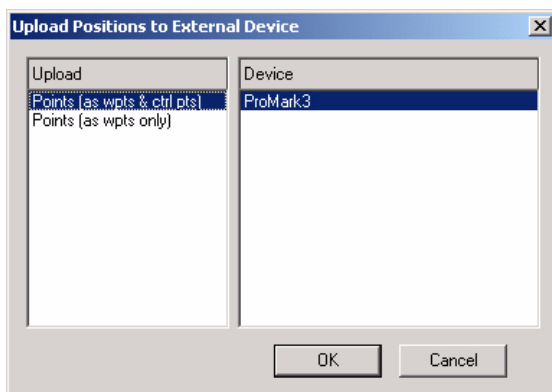 Upload Positions to External Device
Upload
Device
Points (as wpts & ctrl pts)
ProMark3
Points (as wpts only)
OK
Cancel